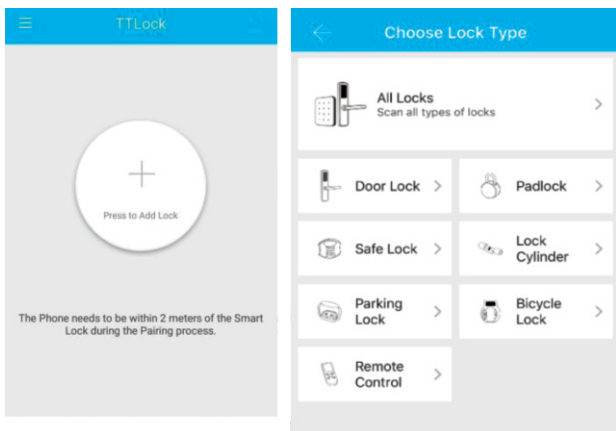 TTLock
Press to Add Lock
The Phone needs to be within 2 meters of the Smart
Lock during the Pairing process.
Choose Lock Type
All Locks
Scan all types of locks
Door Lock
Padlock
Safe Lock
Lock
Cylinder
Parking
Lock
Bicycle
Lock
Remote
Control